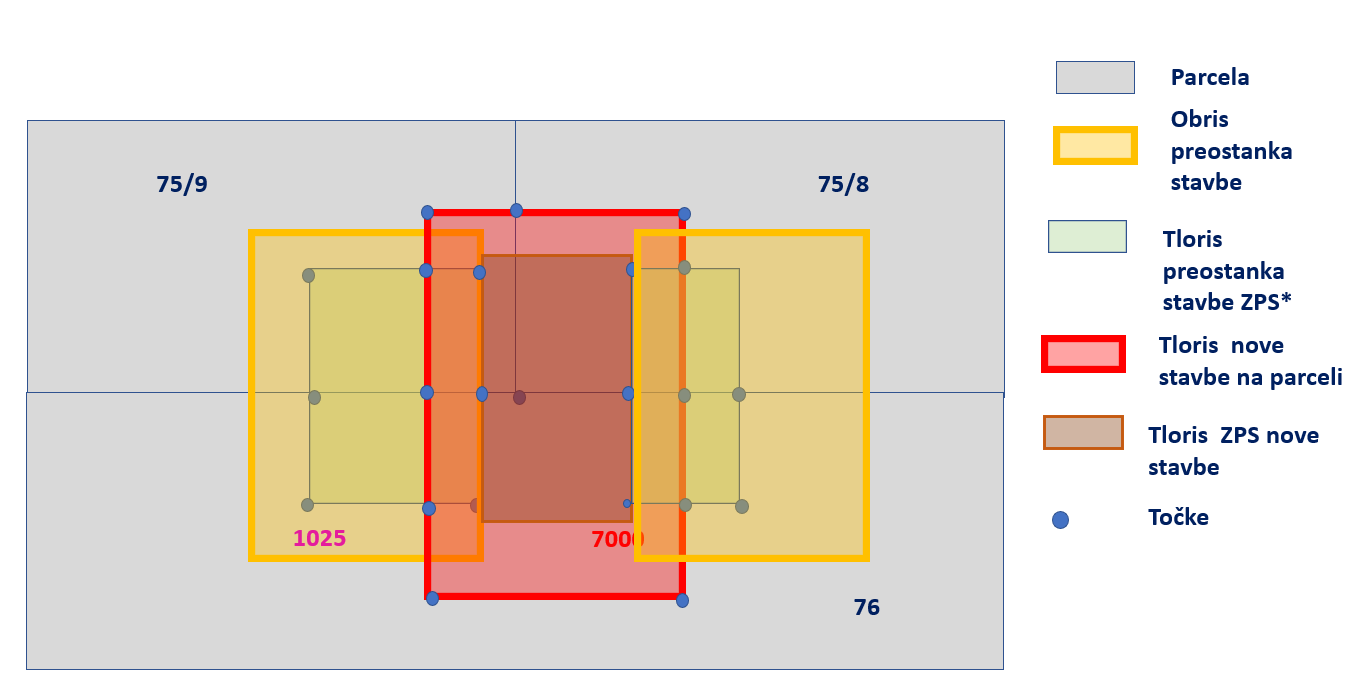 75/9
75/8
1025
7000
76
Parcela
Obris
preostanka
stavbe
Tloris
preostanka
stavbe ZPS*
Tloris nove
stavbe na parceli
Tloris ZPS nove
stavbe
Točke